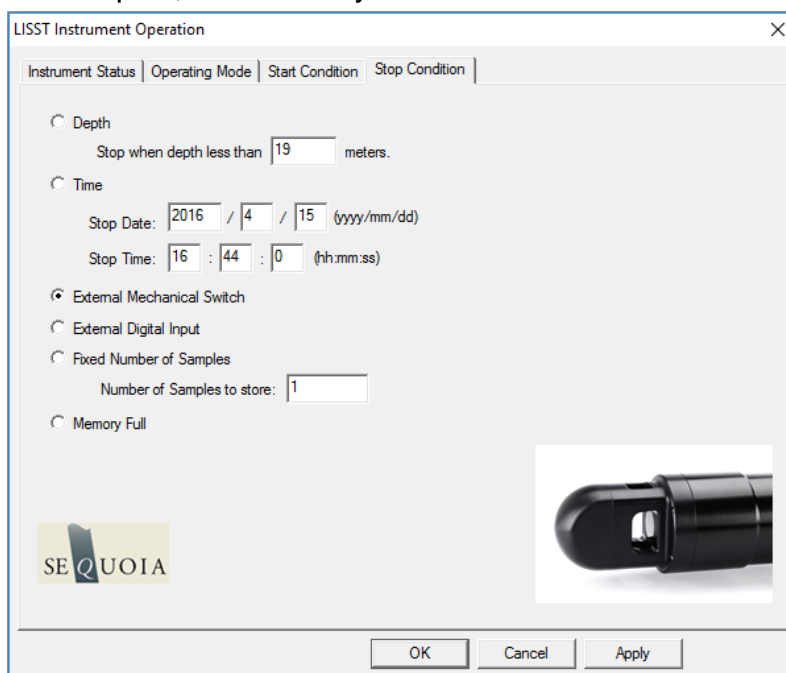 LISST Instrument Operation
Instrument Status Operating Mode Start Condition Stop Condition
Depth
Stop when depth less than 19 meters.
Time
Stop Date: 2016 / 4 / 15 (yyyy/mm/dd)
Stop Time: 16 : 44 : 0 (hh:mm:ss)
External Mechanical Switch
External Digital Input
Fixed Number of Samples
Number of Samples to store: 1
Memory Full
SEQUOIA
OK Cancel Apply